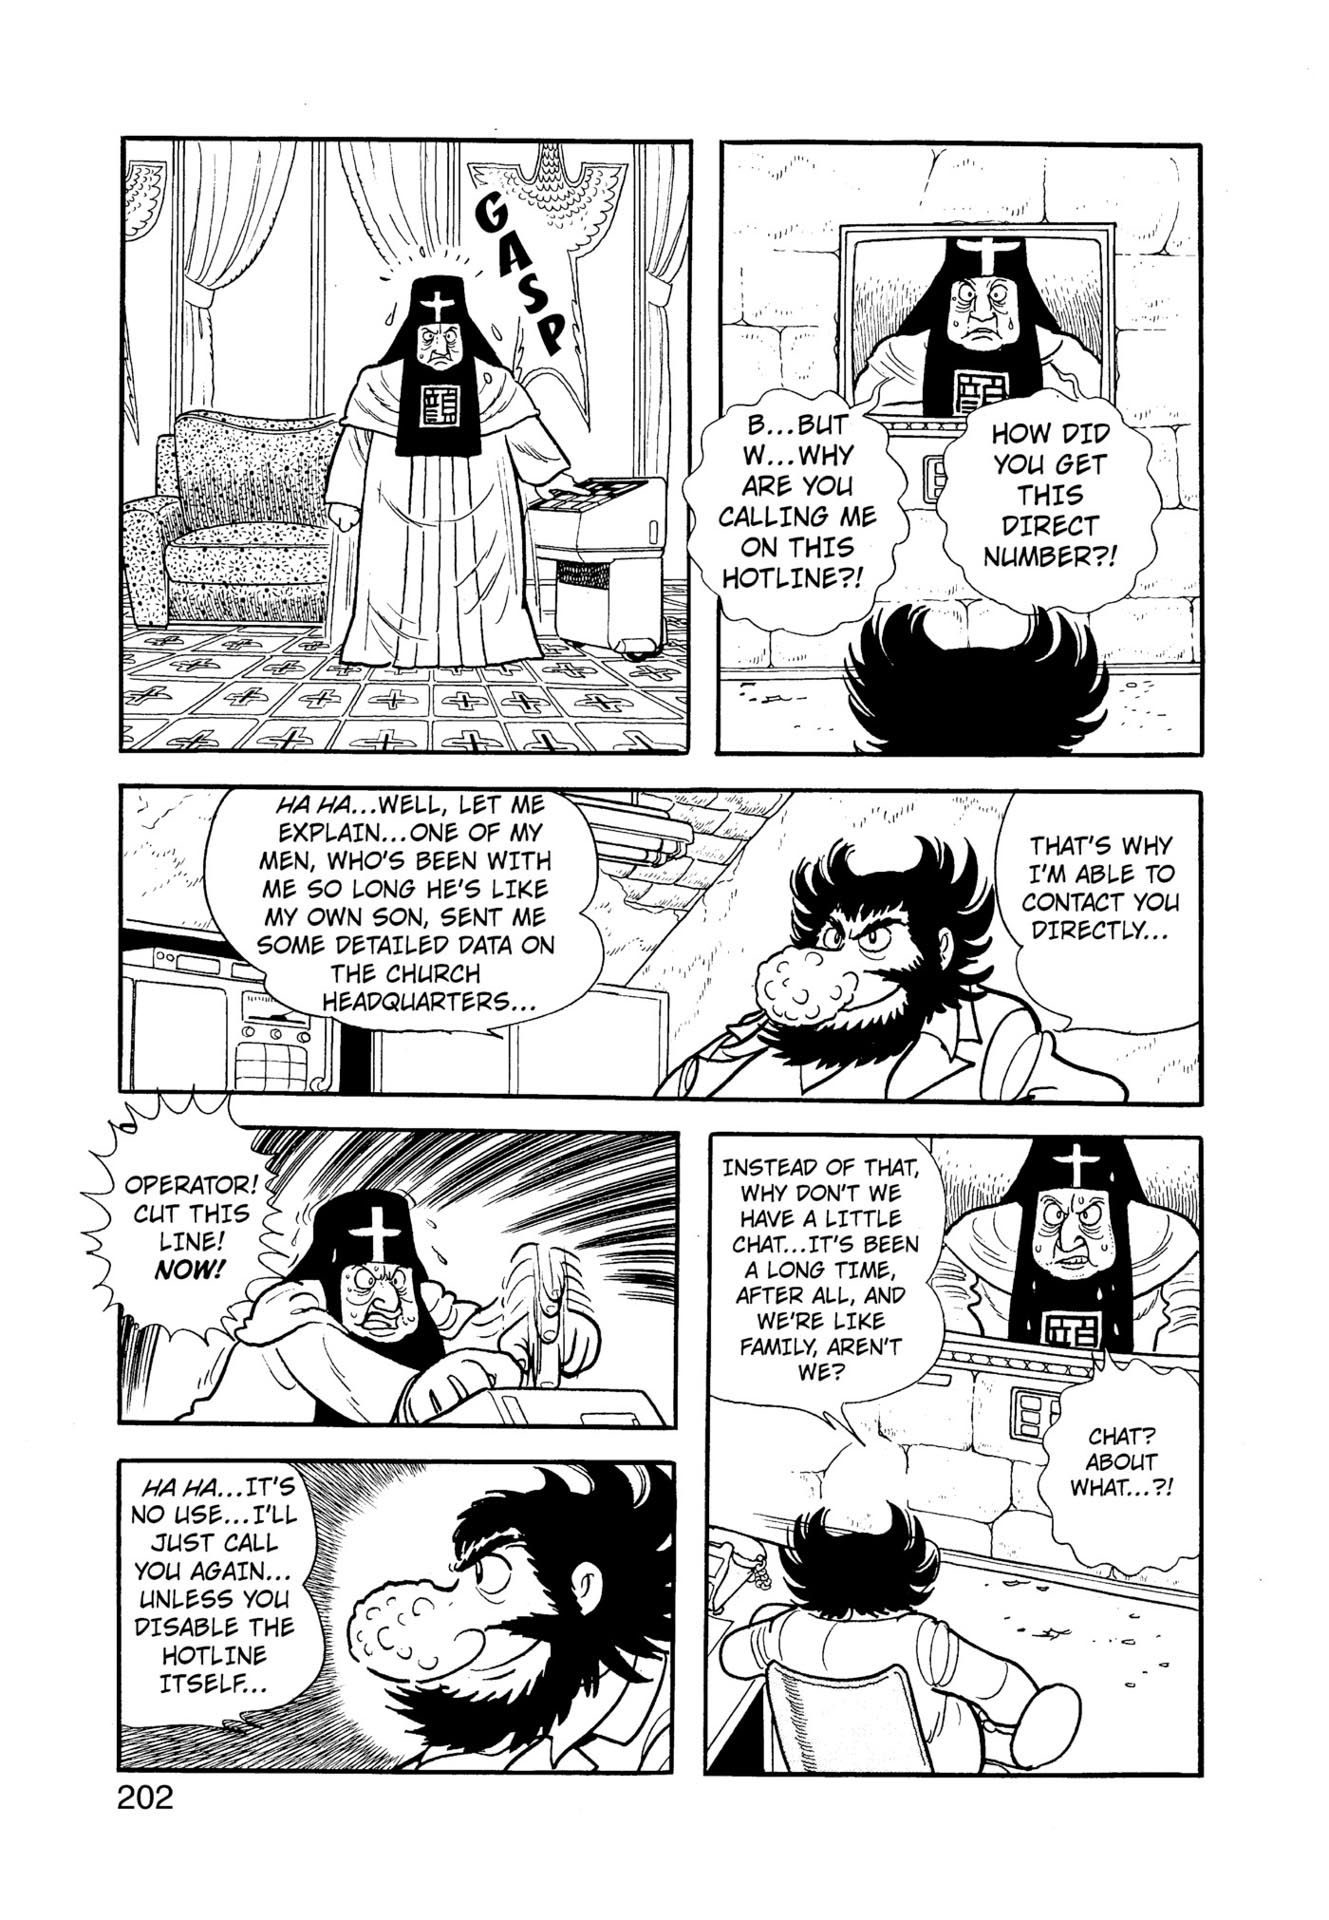 GASP
B...BUT
W...WHY
ARE YOU
CALLING ME
ON THIS
HOTLINE?!
HOW DID
YOU GET
THIS
DIRECT
NUMBER?!
HA HA...WELL, LET ME
EXPLAIN...ONE OF MY
MEN, WHO'S BEEN WITH
ME SO LONG HE'S LIKE
MY OWN SON, SENT ME
SOME DETAILED DATA ON
THE CHURCH
HEADQUARTERS...
THAT'S WHY
I'M ABLE TO
CONTACT YOU
DIRECTLY...
OPERATOR!
CUT THIS
LINE!
NOW!
HA HA...IT'S
NO USE...I'LL
JUST CALL
YOU AGAIN...
UNLESS YOU
DISABLE THE
HOTLINE
ITSELF...
INSTEAD OF THAT,
WHY DON'T WE
HAVE A LITTLE
CHAT...IT'S BEEN
A LONG TIME,
AFTER ALL, AND
WE'RE LIKE
FAMILY, AREN'T
WE?
CHAT?
ABOUT
WHAT...?!
202